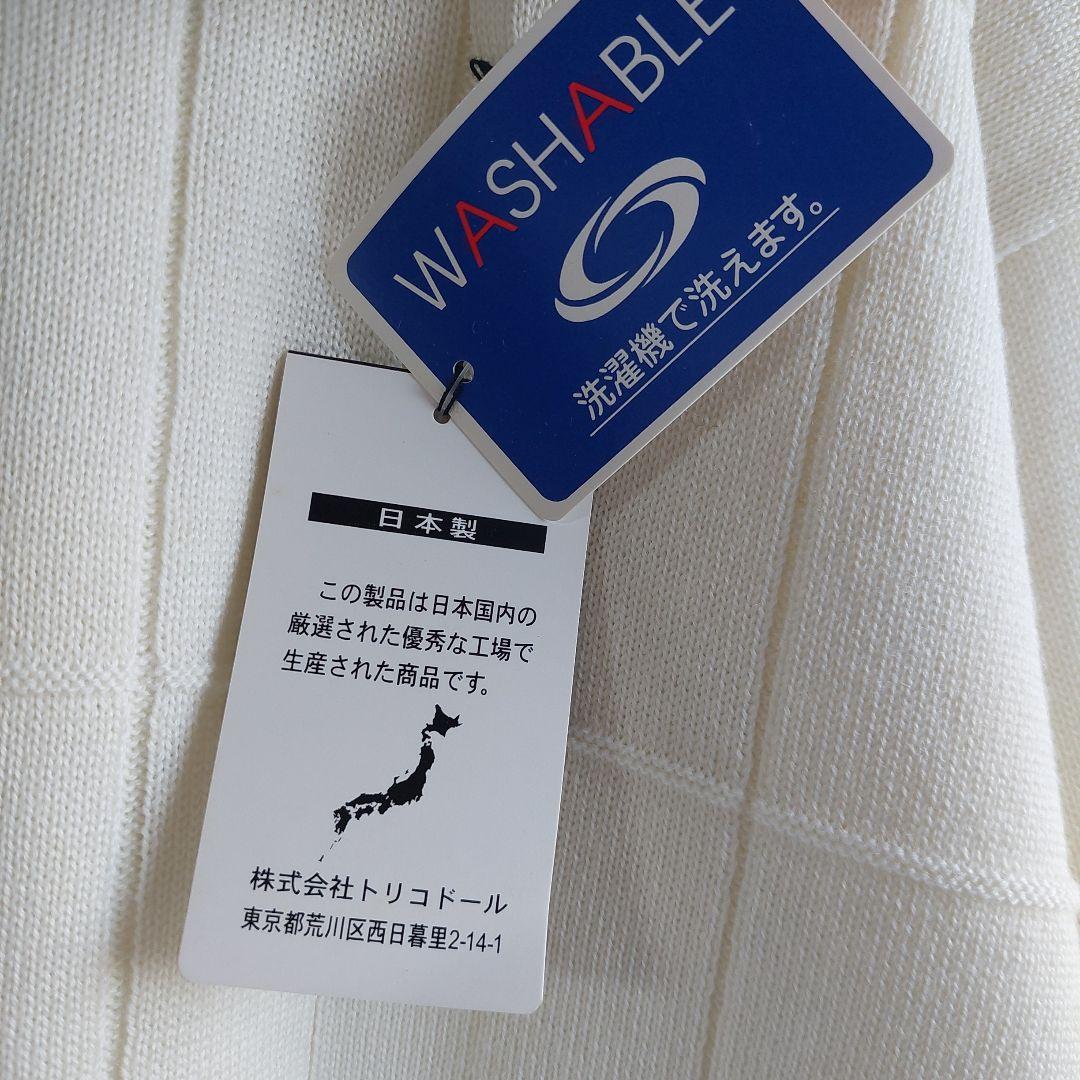 WASHABLE
洗濯機で洗えます。
日本製
この製品は日本国内の
厳選された優秀な工場で
生産された商品です。
株式会社トリコドール
東京都荒川区西日暮里2-14-1